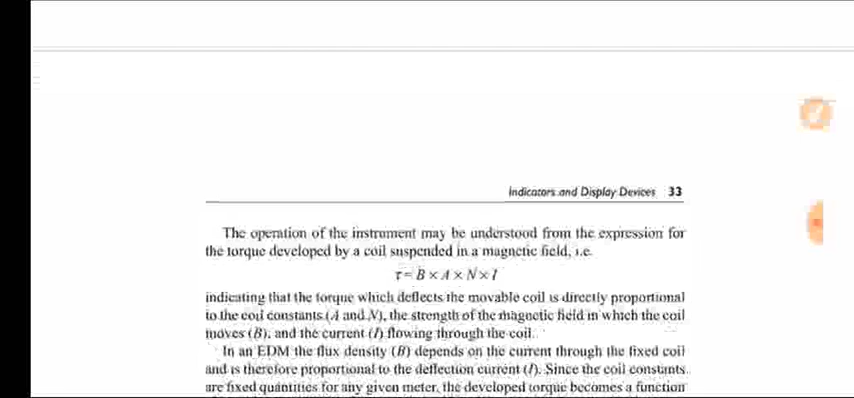 Indicators and Display Devices 33
The operation of the instrument may be understood from the expression for
the torque developed by a coil suspended in a magnetic field, i.e.
τ = B × A × N × I
indicating that the torque which deflects the movable coil is directly proportional
to the coil constants (A and N), the strength of the magnetic field in which the coil
moves (B), and the current (I) flowing through the coil.
In an EDM the flux density (B) depends on the current through the fixed coil
and is therefore proportional to the deflection current (I). Since the coil constants
are fixed quantities for any given meter, the developed torque becomes a function